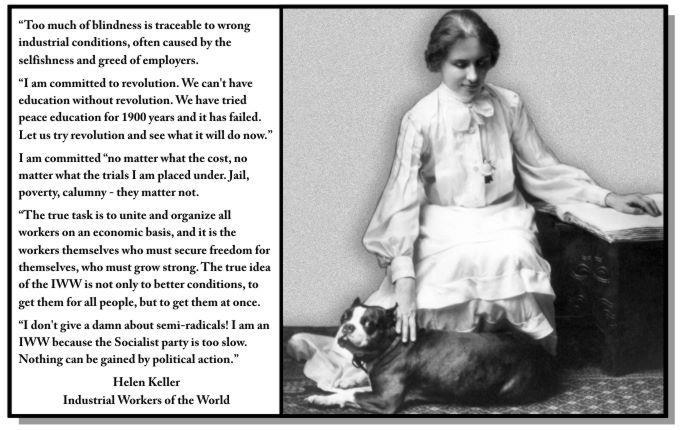 “Too much of blindness is traceable to wrong
industrial conditions, often caused by the
selfishness and greed of employers.
“I am committed to revolution. We can't have
education without revolution. We have tried
peace education for 1900 years and it has failed.
Let us try revolution and see what it will do now.”
I am committed “no matter what the cost, no
matter what the trials I am placed under. Jail,
poverty, calumny - they matter not.
“The true task is to unite and organize all
workers on an economic basis, and it is the
workers themselves who must secure freedom for
themselves, who must grow strong. The true idea
of the IWW is not only to better conditions, to
get them for all people, but to get them at once.
“I don't give a damn about semi-radicals! I am an
IWW because the Socialist party is too slow.
Nothing can be gained by political action.”
Helen Keller
Industrial Workers of the World